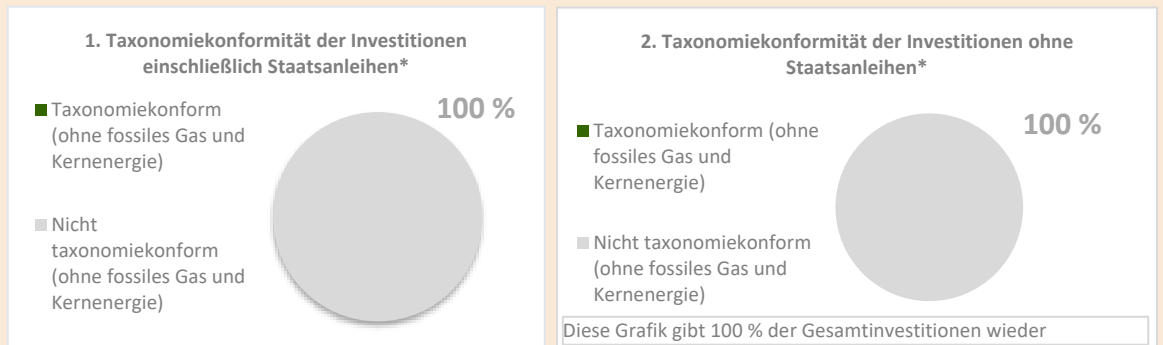 1. Taxonomiekonformität der Investitionen
einschließlich Staatsanleihen*
Taxonomiekonform
(ohne fossiles Gas und
Kernenergie)
100 %
Nicht
taxonomiekonform
(ohne fossiles Gas und
Kernenergie)
2. Taxonomiekonformität der Investitionen ohne
Staatsanleihen*
Taxonomiekonform (ohne
fossiles Gas und
Kernenergie)
100 %
Nicht taxonomiekonform
(ohne fossiles Gas und
Kernenergie)
Diese Grafik gibt 100 % der Gesamtinvestitionen wieder